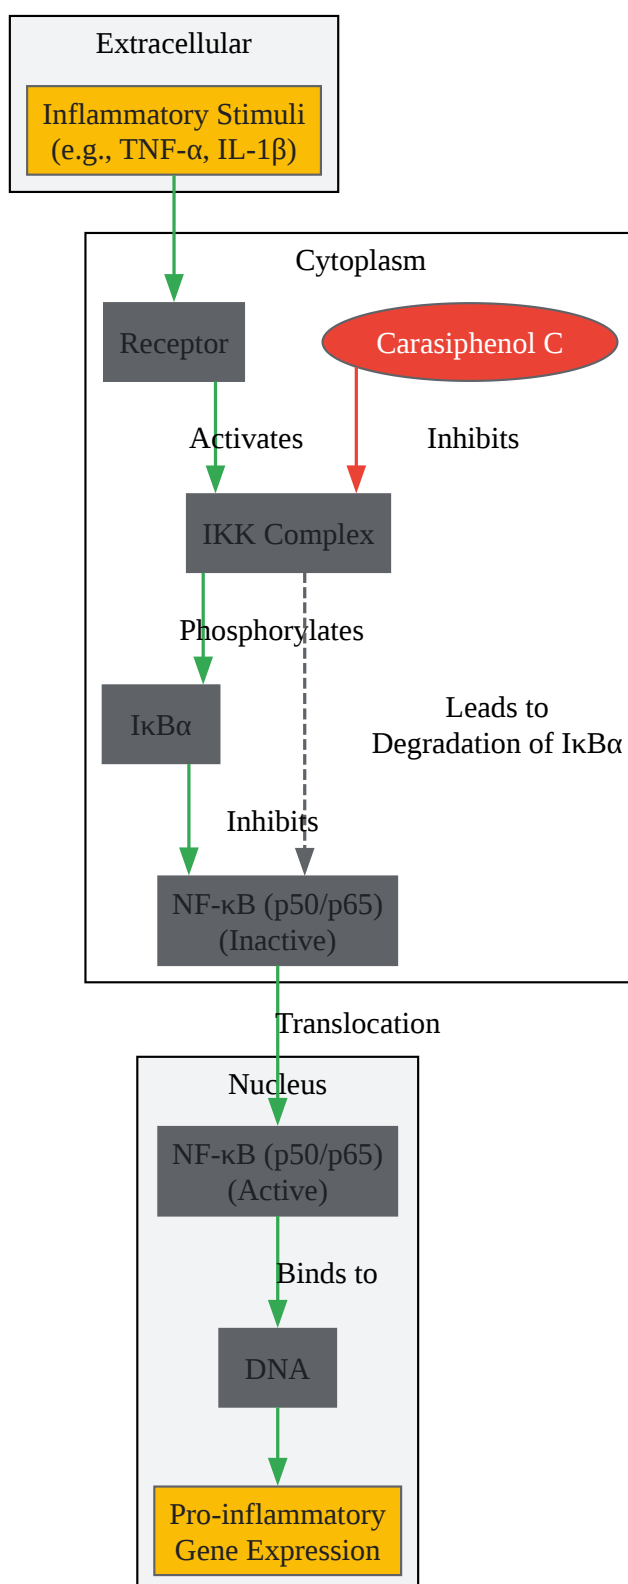 Extracellular
Inflammatory Stimuli
(e.g., TNF-α, IL-1β)
Cytoplasm
Receptor
Carasiphenol C
Activates
Inhibits
IKK Complex
Phosphorylates
IκBα
Leads to
Degradation of IκBα
Inhibits
NF-κB (p50/p65)
(Inactive)
Translocation
Nucleus
NF-κB (p50/p65)
(Active)
Binds to
DNA
Pro-inflammatory
Gene Expression